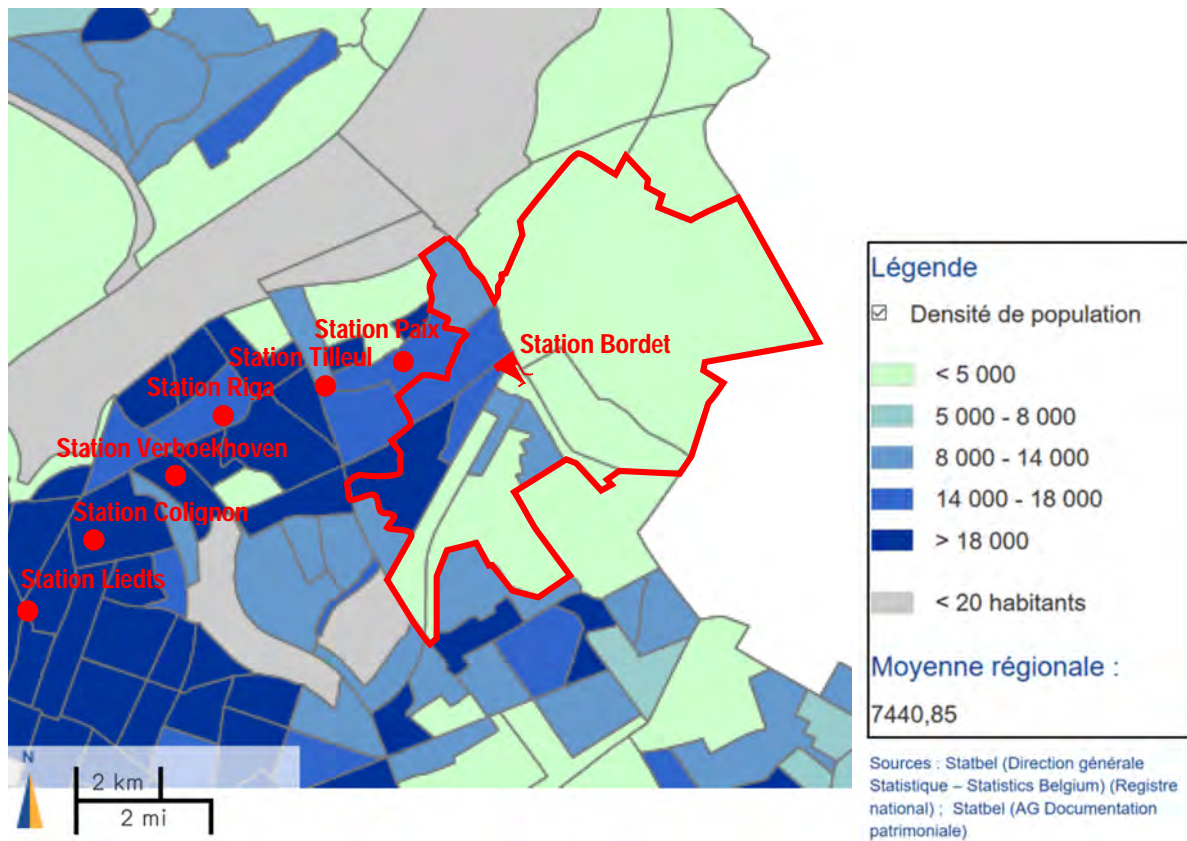 Station Paix
Station Tilleul
Station Bordet
Station Riga
Station Verboekhoven
Station Colignon
Station Liedts
N
2 km
2 mi
Légende
Densité de population
< 5 000
5 000 - 8 000
8 000 - 14 000
14 000 - 18 000
> 18 000
< 20 habitants
Moyenne régionale :
7440,85
Sources : Statbel (Direction générale
Statistique – Statistics Belgium) (Registre
national) ; Statbel (AG Documentation
patrimoniale)